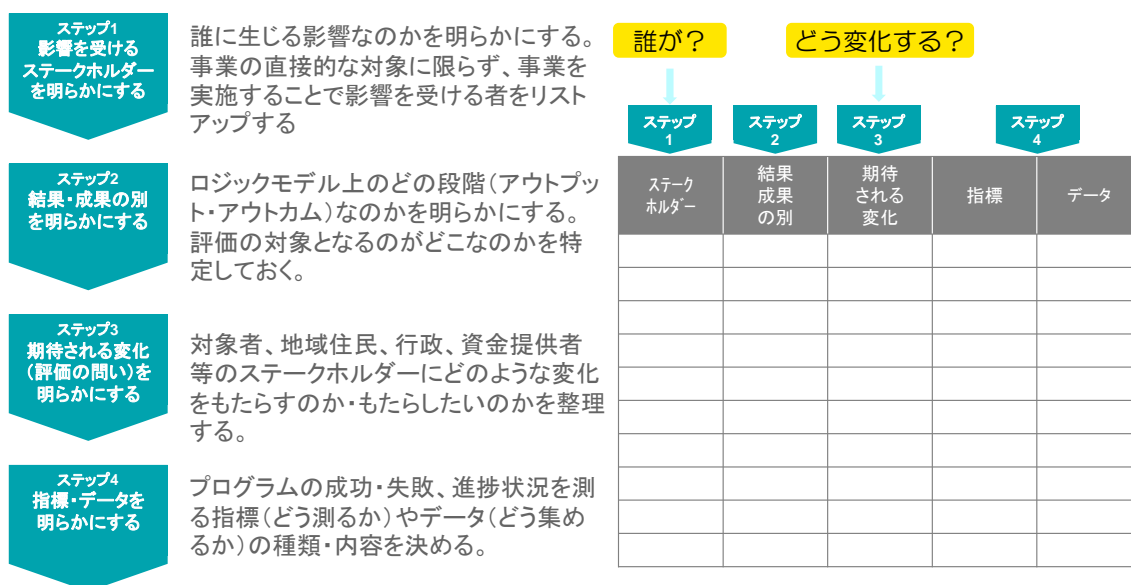 ステップ1
影響を受ける
ステークホルダー
を明らかにする
誰に生じる影響なのかを明らかにする。
事業の直接的な対象に限らず、事業を
実施することで影響を受ける者をリスト
アップする
ステップ2
結果・成果の別
を明らかにする
ロジックモデル上のどの段階(アウトプッ
ト・アウトカム)なのかを明らかにする。
評価の対象となるのがどこなのかを特
定しておく。
ステップ3
期待される変化
(評価の問い)を
明らかにする
対象者、地域住民、行政、資金提供者
等のステークホルダーにどのような変化
をもたらすのか・もたらしたいのかを整理
する。
ステップ4
指標・データを
明らかにする
プログラムの成功・失敗、進捗状況を測
る指標(どう測るか)やデータ(どう集め
るか)の種類・内容を決める。
誰が？
どう変化する？
ステップ
1
ステップ
2
ステップ
3
ステップ
4
ステーク
ホルダー
結果
成果
の別
期待
される
変化
指標
データ